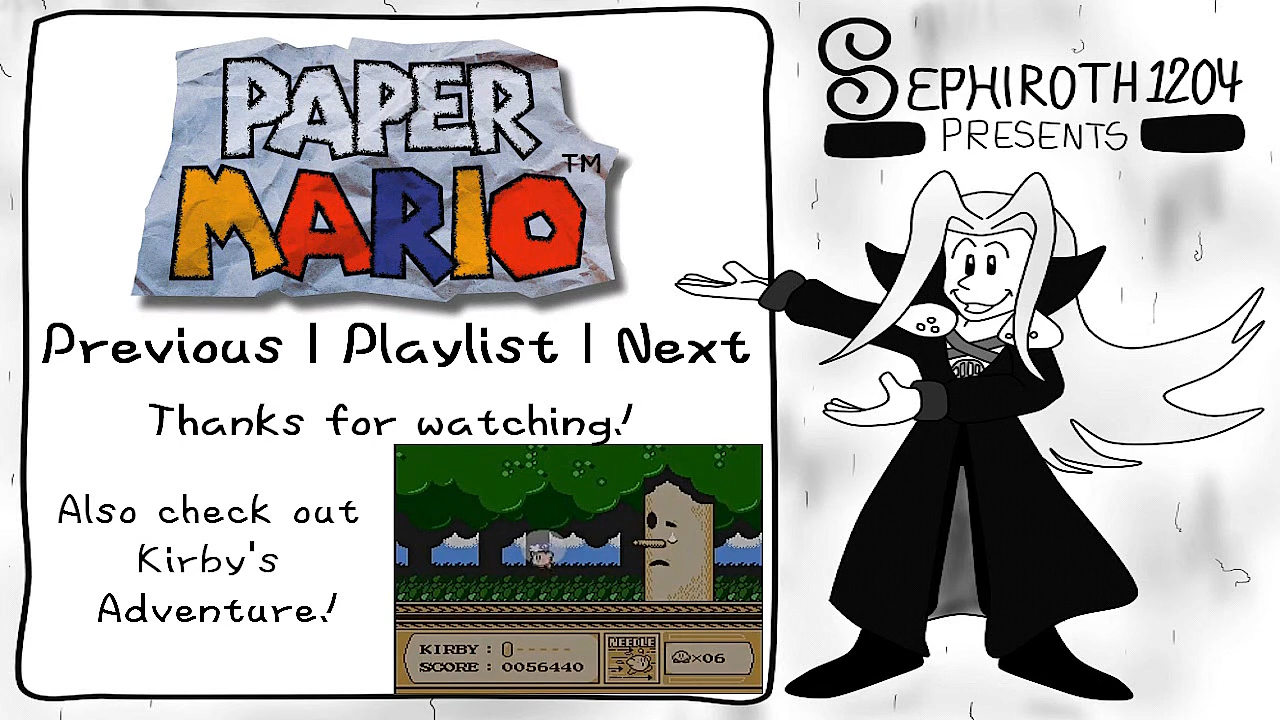 PAPER
MARIO
TM
SEPHIROTH1204
PRESENTS
Previous | Playlist | Next
Thanks for watching!
Also check out
Kirby's
Adventure!
KIRBY :
SCORE : 0056440
NEEDLE
×06